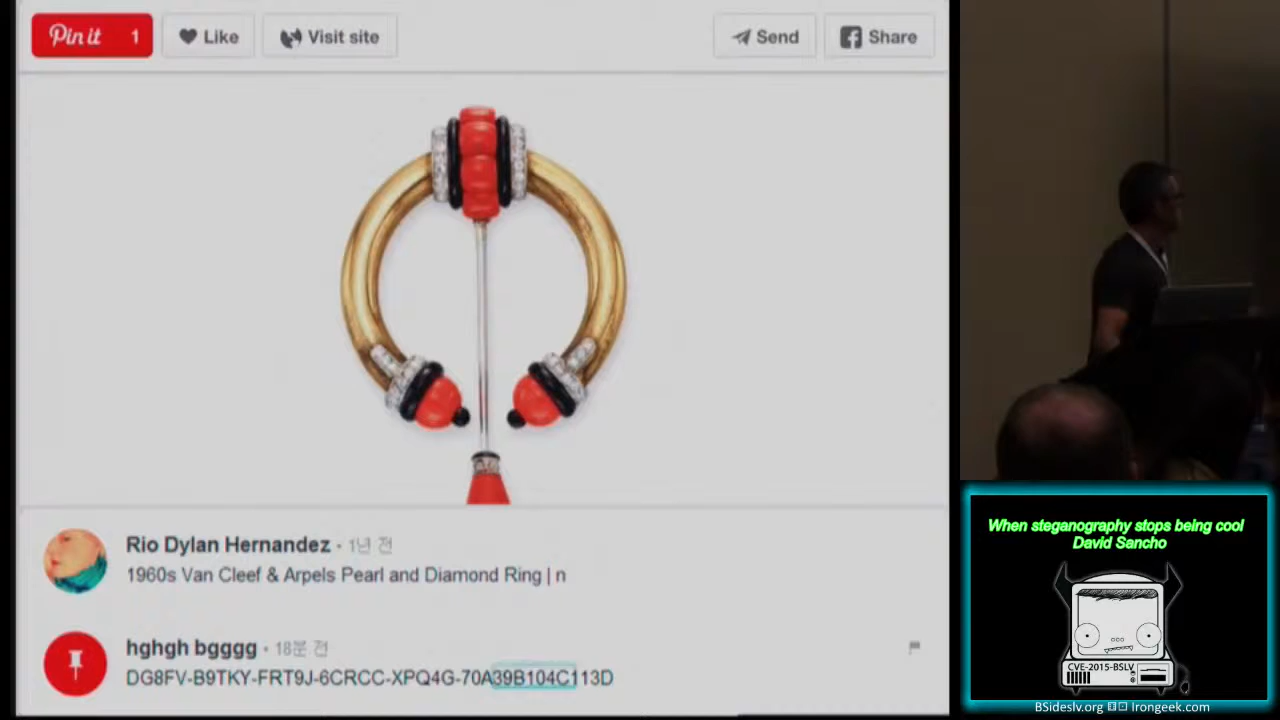 Pin it 1
Like
Visit site
Send
Share
Rio Dylan Hernandez · 1년 전
1960s Van Cleef & Arpels Pearl and Diamond Ring | n
hghgh bgggg · 18분 전
DG8FV-B9TKY-FRT9J-6CRCC-XPQ4G-70A39B104C113D
When steganography stops being cool
David Sancho
CVE-2015-BSLV
BSideslv.org Irongeek.com